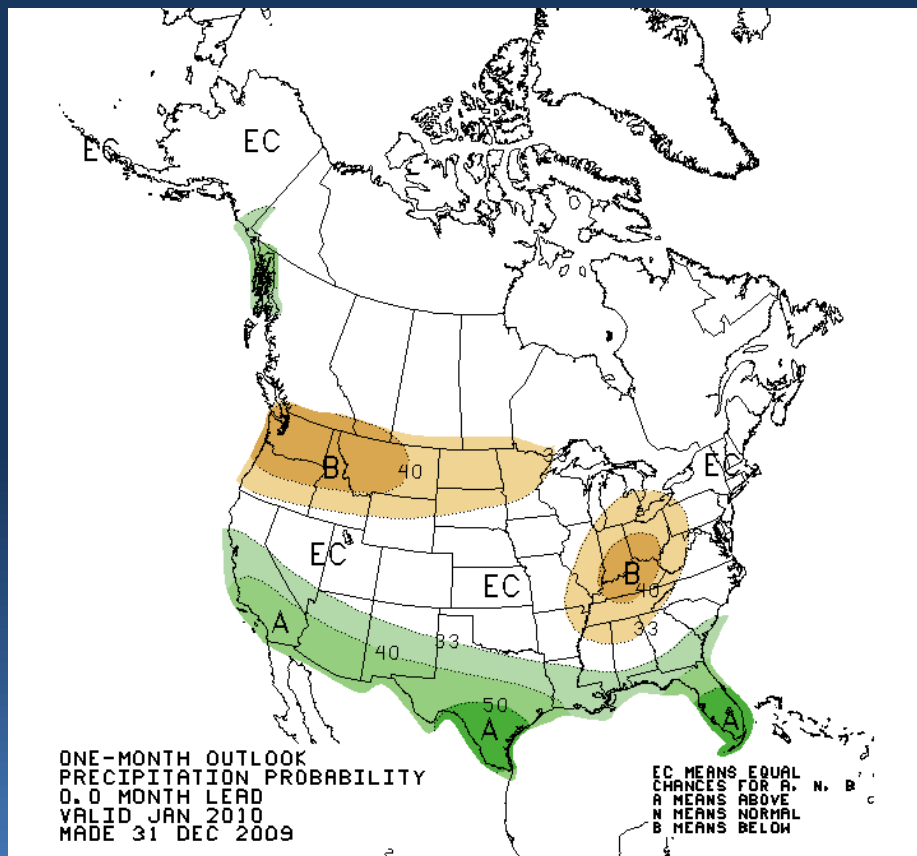 EC
EC
33
B
40
EC
EC
EC
B
40
33
A
33
40
50
A
A
ONE-MONTH OUTLOOK
PRECIPITATION PROBABILITY
0.0 MONTH LEAD
VALID JAN 2010
MADE 31 DEC 2009
EC MEANS EQUAL
CHANCES FOR A, N, B
A MEANS ABOVE
N MEANS NORMAL
B MEANS BELOW